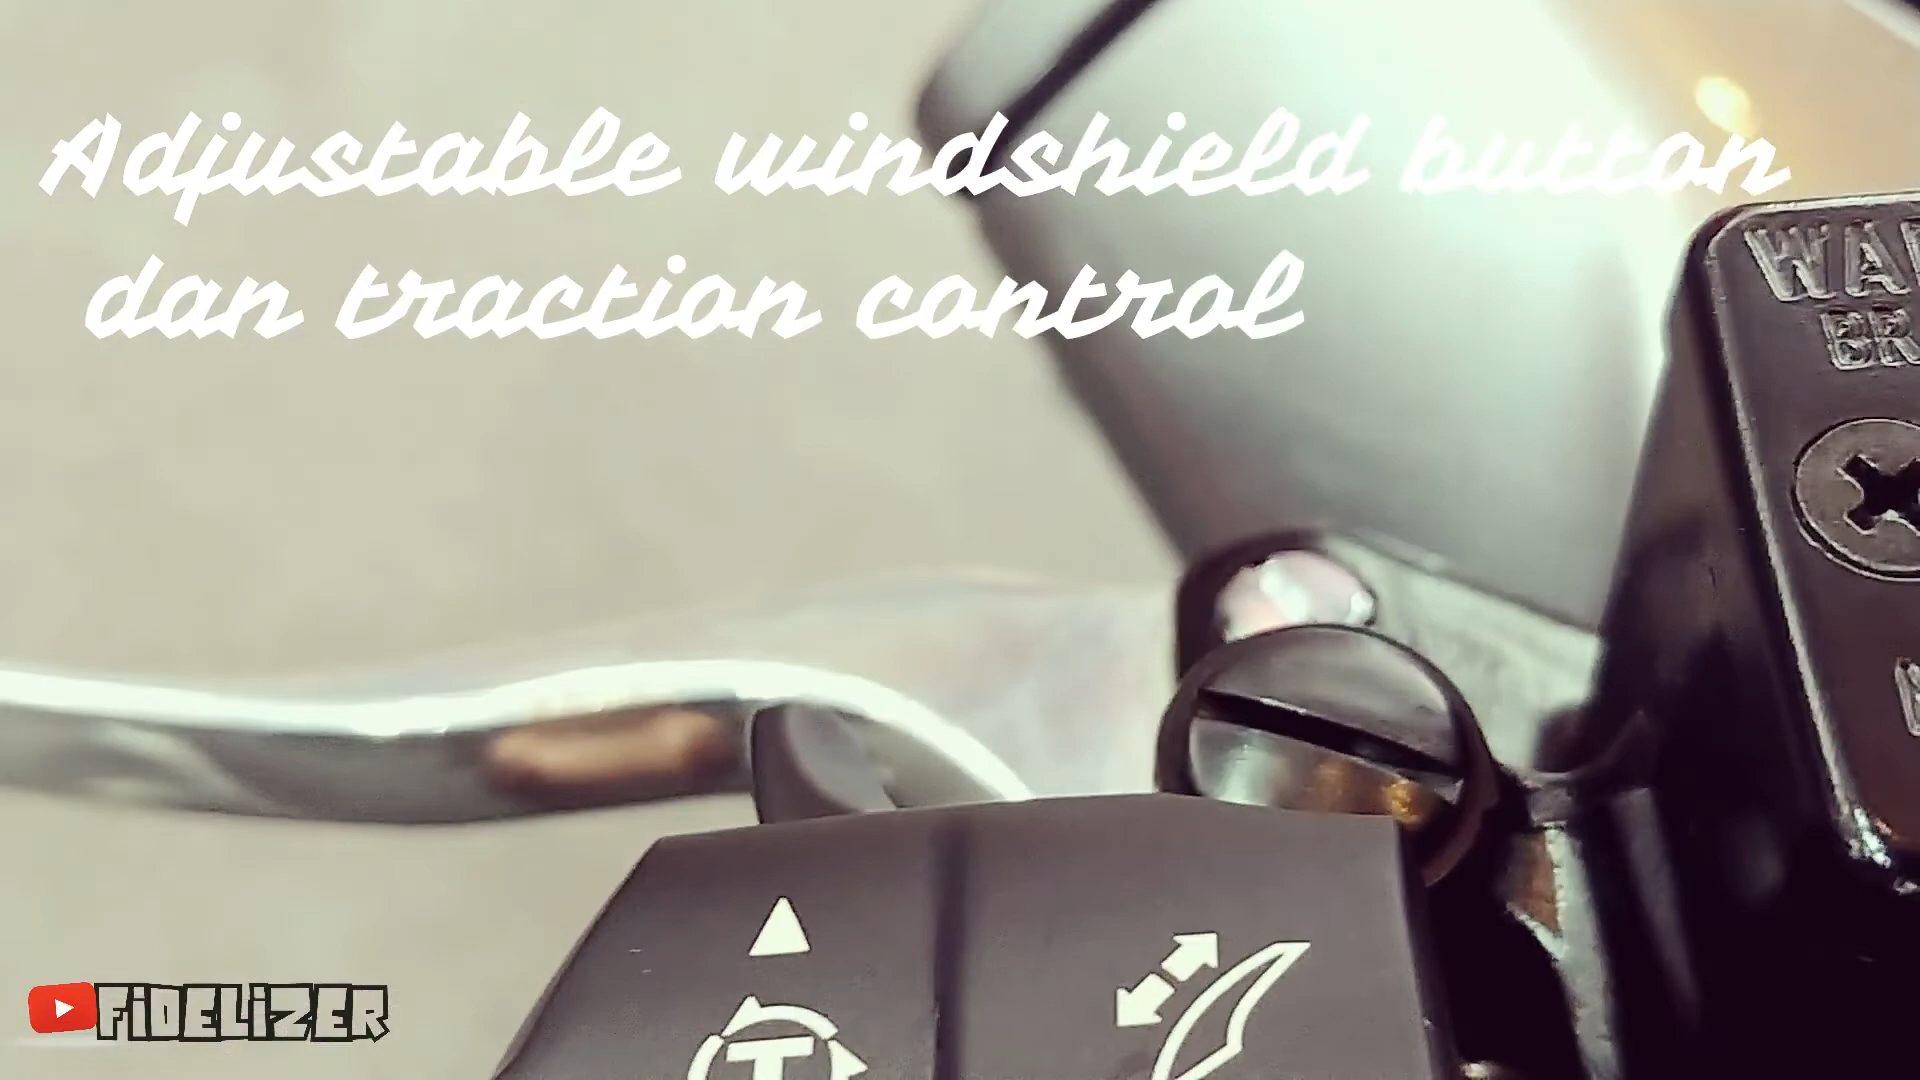 Adjustable windshield button
dan traction control
T
FiDELiZER